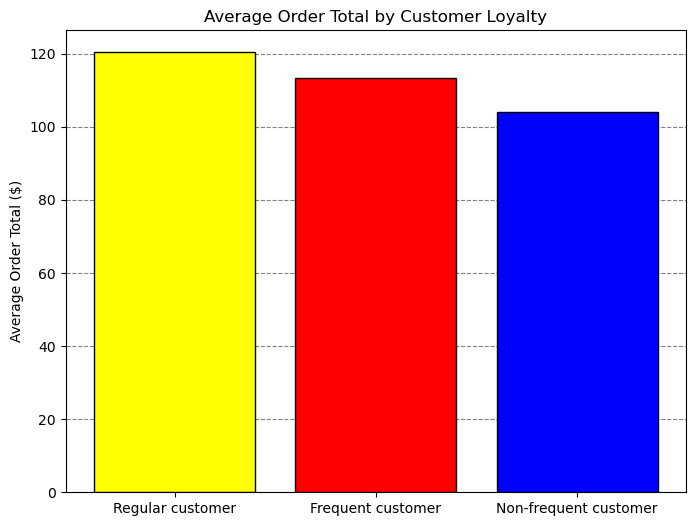 Average Order Total by Customer Loyalty
Average Order Total ($)
120
100
80
60
40
20
0
Regular customer
Frequent customer
Non-frequent customer